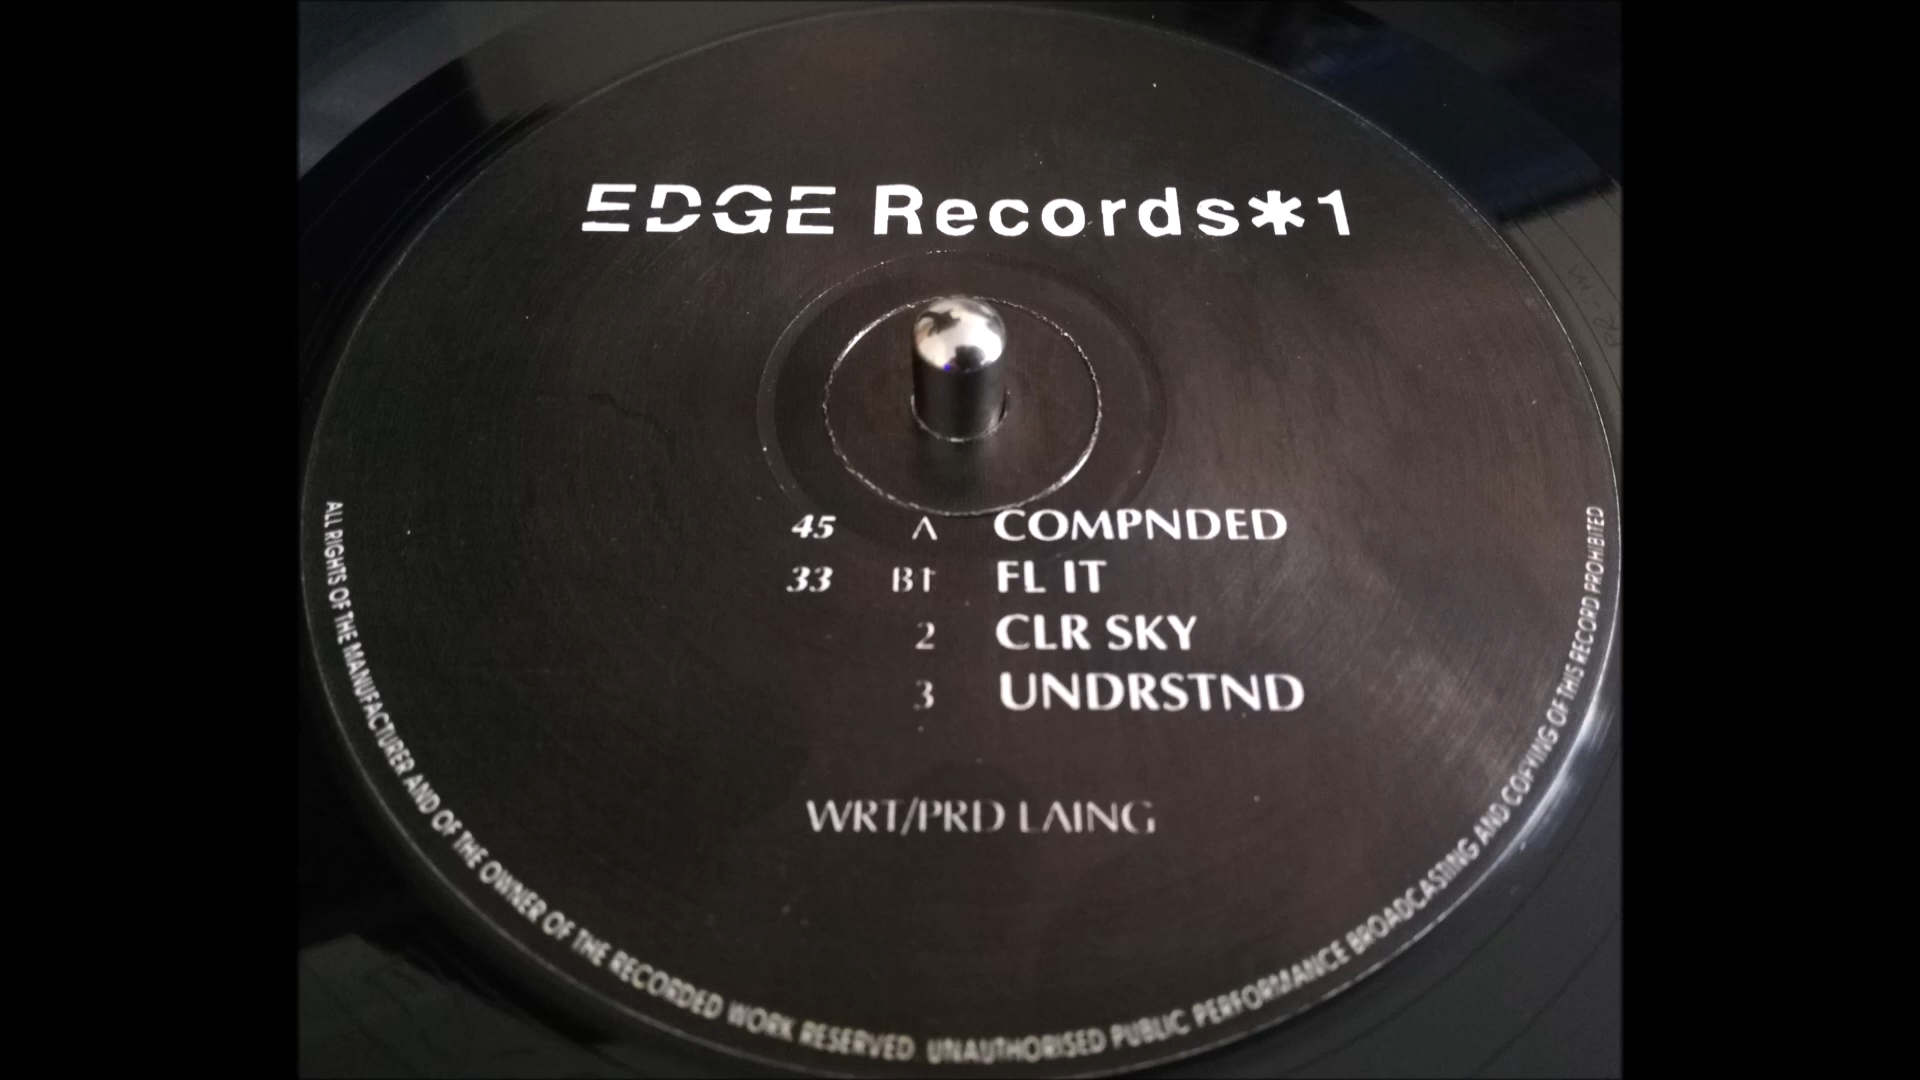 EDGE Records*1
45 A COMPNDED
33 B1 FL IT
2 CLR SKY
3 UNDRSTND
WRT/PRD LAING
ALL RIGHTS OF THE MANUFACTURER AND OF THE OWNER OF THE RECORDED WORK RESERVED UNAUTHORISED PUBLIC PERFORMANCE BROADCASTING AND COPYING OF THIS RECORD PROHIBITED